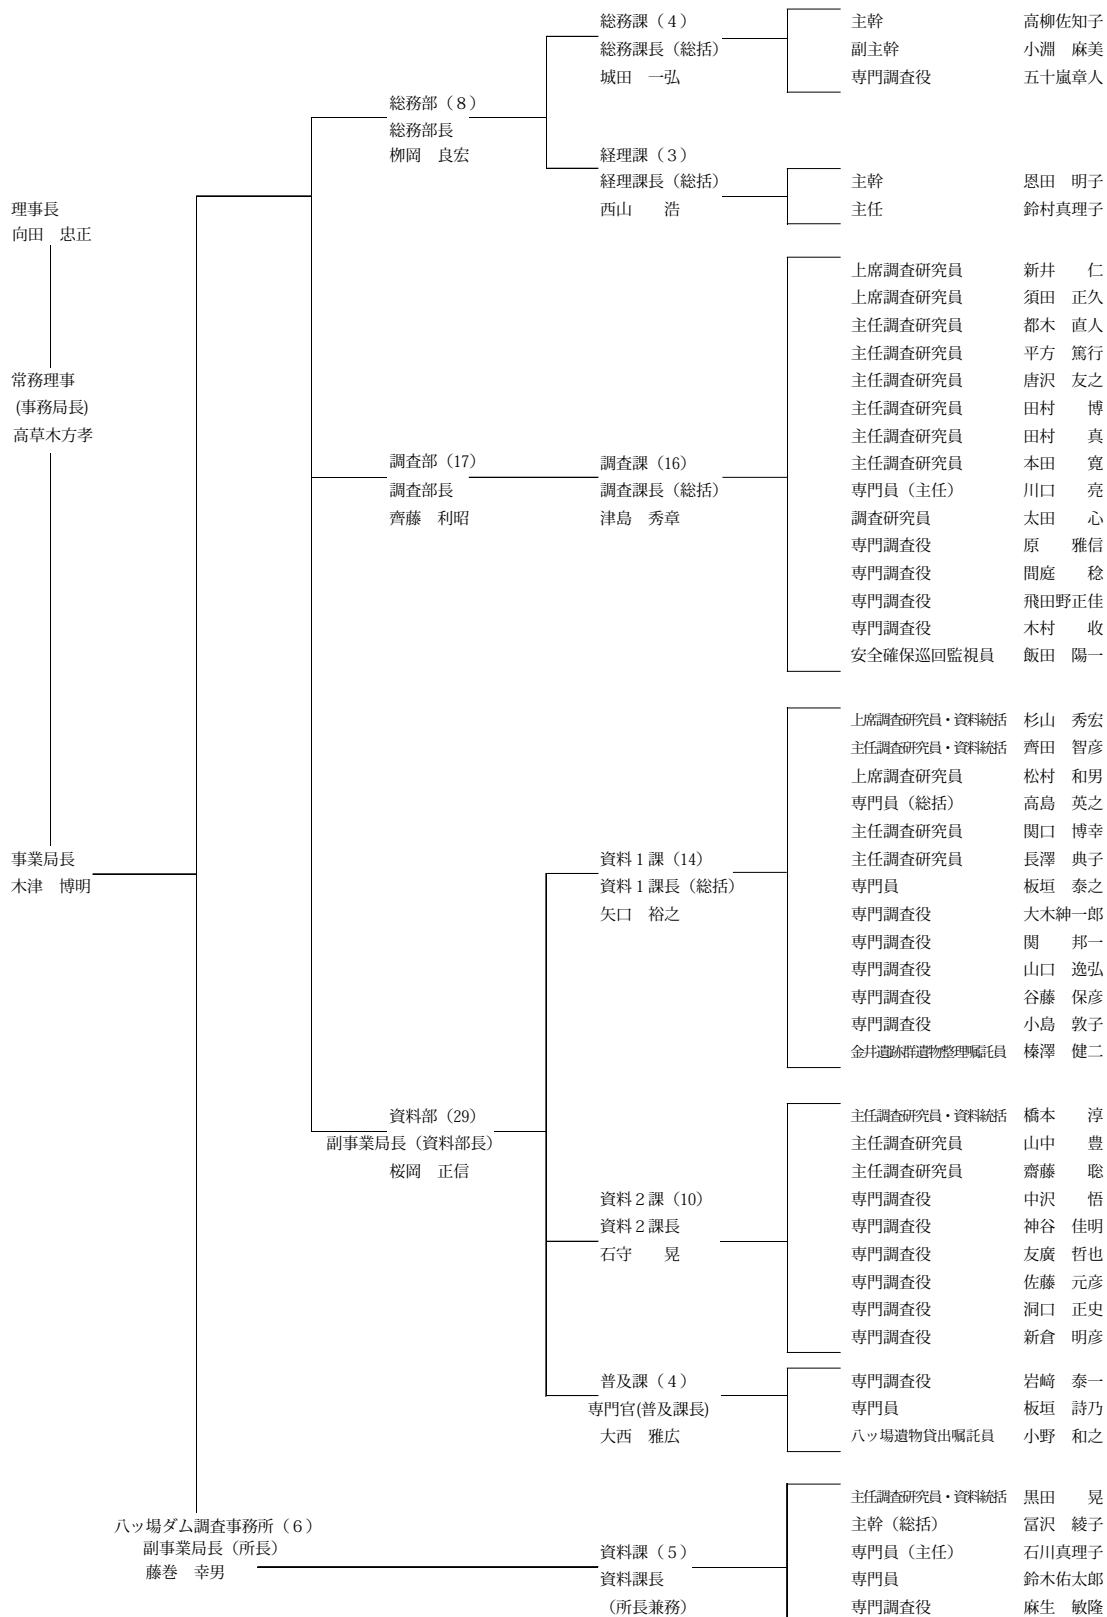 理事長
向田　忠正
常務理事
(事務局長)
高草木方孝
事業局長
木津　博明
総務部（８）
総務部長
栁岡　良宏
総務課（４）
総務課長（総括）
城田　一弘
主幹　高柳佐知子
副主幹　小淵　麻美
専門調査役　五十嵐章人
経理課（３）
経理課長（総括）
西山　　浩
主幹　恩田　明子
主任　鈴村真理子
調査部（17）
調査部長
齊藤　利昭
調査課（16）
調査課長（総括）
津島　秀章
上席調査研究員　新井　　仁
上席調査研究員　須田　正久
主任調査研究員　都木　直人
主任調査研究員　平方　篤行
主任調査研究員　唐沢　友之
主任調査研究員　田村　　博
主任調査研究員　田村　　真
主任調査研究員　本田　　寛
専門員（主任）　川口　　亮
調査研究員　太田　　心
専門調査役　原　　雅信
専門調査役　間庭　　稔
専門調査役　飛田野正佳
専門調査役　木村　　收
安全確保巡回監視員　飯田　陽一
資料部（29）
副事業局長（資料部長）
桜岡　正信
資料１課（14）
資料１課長（総括）
矢口　裕之
上席調査研究員・資料統括　杉山　秀宏
主任調査研究員・資料統括　齊田　智彦
上席調査研究員　松村　和男
専門員（総括）　高島　英之
主任調査研究員　関口　博幸
主任調査研究員　長澤　典子
専門員　板垣　泰之
専門調査役　大木紳一郎
専門調査役　関　　邦一
専門調査役　山口　逸弘
専門調査役　谷藤　保彦
専門調査役　小島　敦子
金井遺跡群遺物整理嘱託員　榛澤　健二
資料２課（10）
資料２課長
石守　　晃
主任調査研究員・資料統括　橋本　　淳
主任調査研究員　山中　　豊
主任調査研究員　齋藤　　聡
専門調査役　中沢　　悟
専門調査役　神谷　佳明
専門調査役　友廣　哲也
専門調査役　佐藤　元彦
専門調査役　洞口　正史
専門調査役　新倉　明彦
普及課（４）
専門官(普及課長)
大西　雅広
専門調査役　岩﨑　泰一
専門員　板垣　詩乃
八ッ場遺物貸出嘱託員　小野　和之
八ッ場ダム調査事務所（６）
副事業局長（所長）
藤巻　幸男
資料課（５）
資料課長
（所長兼務）
主任調査研究員・資料統括　黒田　　晃
主幹（総括）　冨沢　綾子
専門員（主任）　石川真理子
専門員　鈴木佑太郎
専門調査役　麻生　敏隆